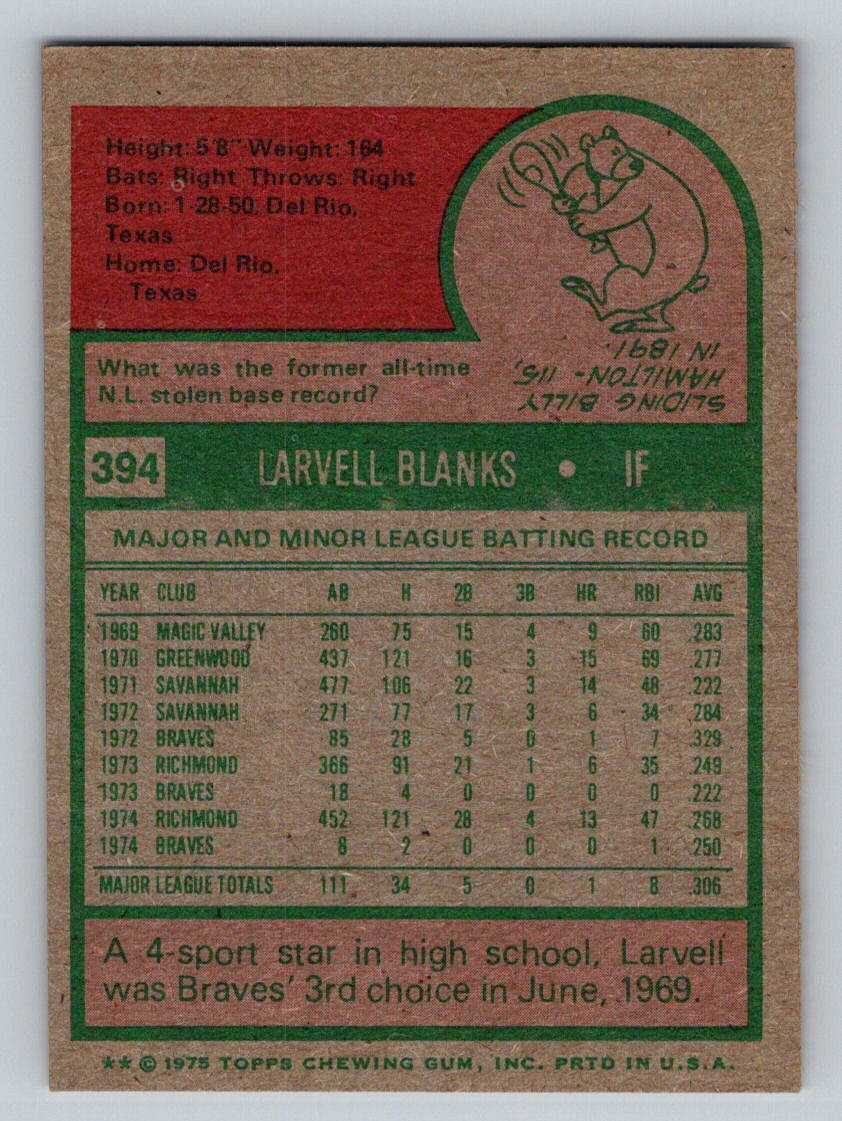 Height: 5'8" Weight: 164
Bats: Right Throws: Right
Born: 1-28-50, Del Rio,
Texas
Home: Del Rio,
Texas
What was the former all-time
N.L. stolen base record?
SLIDING BILLY
HAMILTON - 115,
IN 1891.
394 LARVELL BLANKS • IF
MAJOR AND MINOR LEAGUE BATTING RECORD
YEAR CLUB AB H 2B 3B HR RBI AVG
1969 MAGIC VALLEY 260 75 15 4 9 60 .283
1970 GREENWOOD 437 121 16 3 15 69 .277
1971 SAVANNAH 477 106 22 3 14 48 .222
1972 SAVANNAH 271 77 17 3 6 34 .284
1972 BRAVES 85 28 5 0 1 7 .329
1973 RICHMOND 366 91 21 1 6 35 .249
1973 BRAVES 18 4 0 0 0 0 .222
1974 RICHMOND 452 121 28 4 13 47 .268
1974 BRAVES 8 2 0 0 0 1 .250
MAJOR LEAGUE TOTALS 111 34 5 0 1 8 .306
A 4-sport star in high school, Larvell
was Braves' 3rd choice in June, 1969.
** © 1975 TOPPS CHEWING GUM, INC. PRTD IN U.S.A.